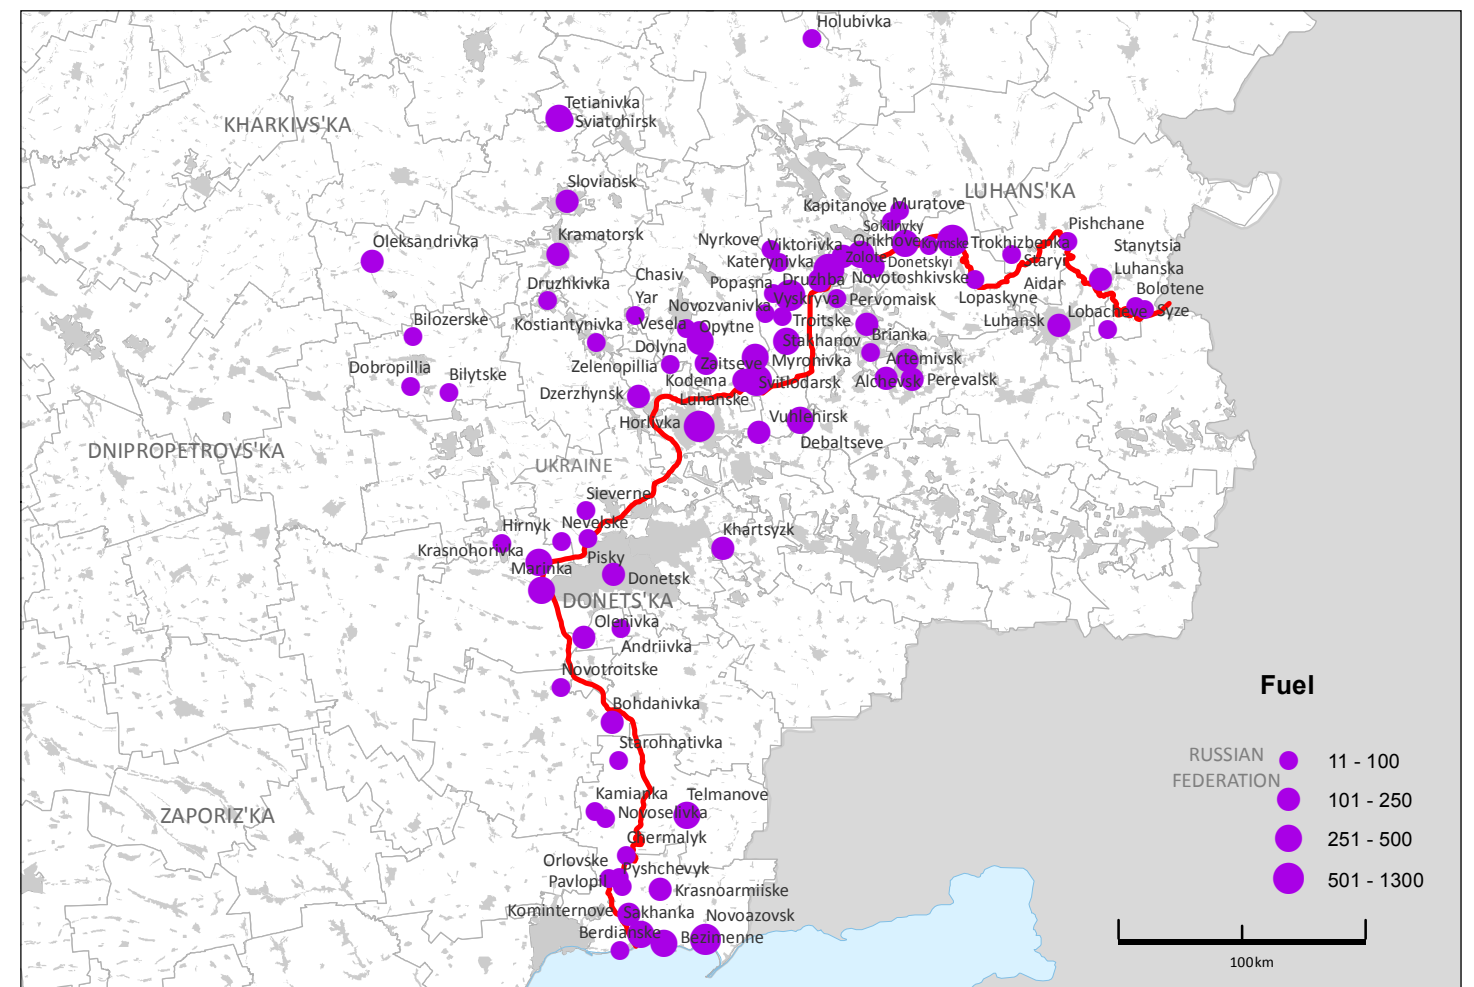 Holubivka
Tetianivka
Sviatohirsk
KHARKIVS'KA
Sloviansk
LUHANS'KA
Kapitanove
Muratove
Sokilnyky
Pishchane
Oleksandrivka
Kramatorsk
Nyrkove
Viktorivka
Orikhove
Krymske
Trokhizbenka
Stanytsia
Luhanska
Katerynivka
Zolote
Donetskyi
Staryi
Aidar
Chasiv
Yar
Druzhkivka
Popasna
Druzhba
Novotoshkivske
Bolotene
Novozvanivka
Vyskryva
Pervomaisk
Lopaskyne
Lobacheve
Syze
Bilozerske
Kostiantynivka
Vesela
Dolyna
Opytne
Troitske
Luhansk
Stakhanov
Brianka
Dobropillia
Bilytske
Zelenopillia
Zaitseve
Myronivka
Artemivsk
Kodema
Svitlodarsk
Alchevsk
Perevalsk
Dzerzhynsk
Luhanske
Horlivka
Vuhlehirsk
Debaltseve
DNIPROPETROVS'KA
UKRAINE
Sieverne
Hirnyk
Nevelske
Khartsyzk
Krasnohorivka
Pisky
Marinka
Donetsk
DONETS'KA
Olenivka
Andriivka
Novotroitske
Bohdanivka
Starohnativka
Kamianka
Telmanove
Novoselivka
ZAPORIZ'KA
Chermalyk
Orlovske
Pyshchevyk
Pavlopil
Krasnoarmiiske
Kominternove
Sakhanka
Novoazovsk
Berdianske
Bezimenne
Fuel
RUSSIAN
FEDERATION
11 - 100
101 - 250
251 - 500
501 - 1300
100km